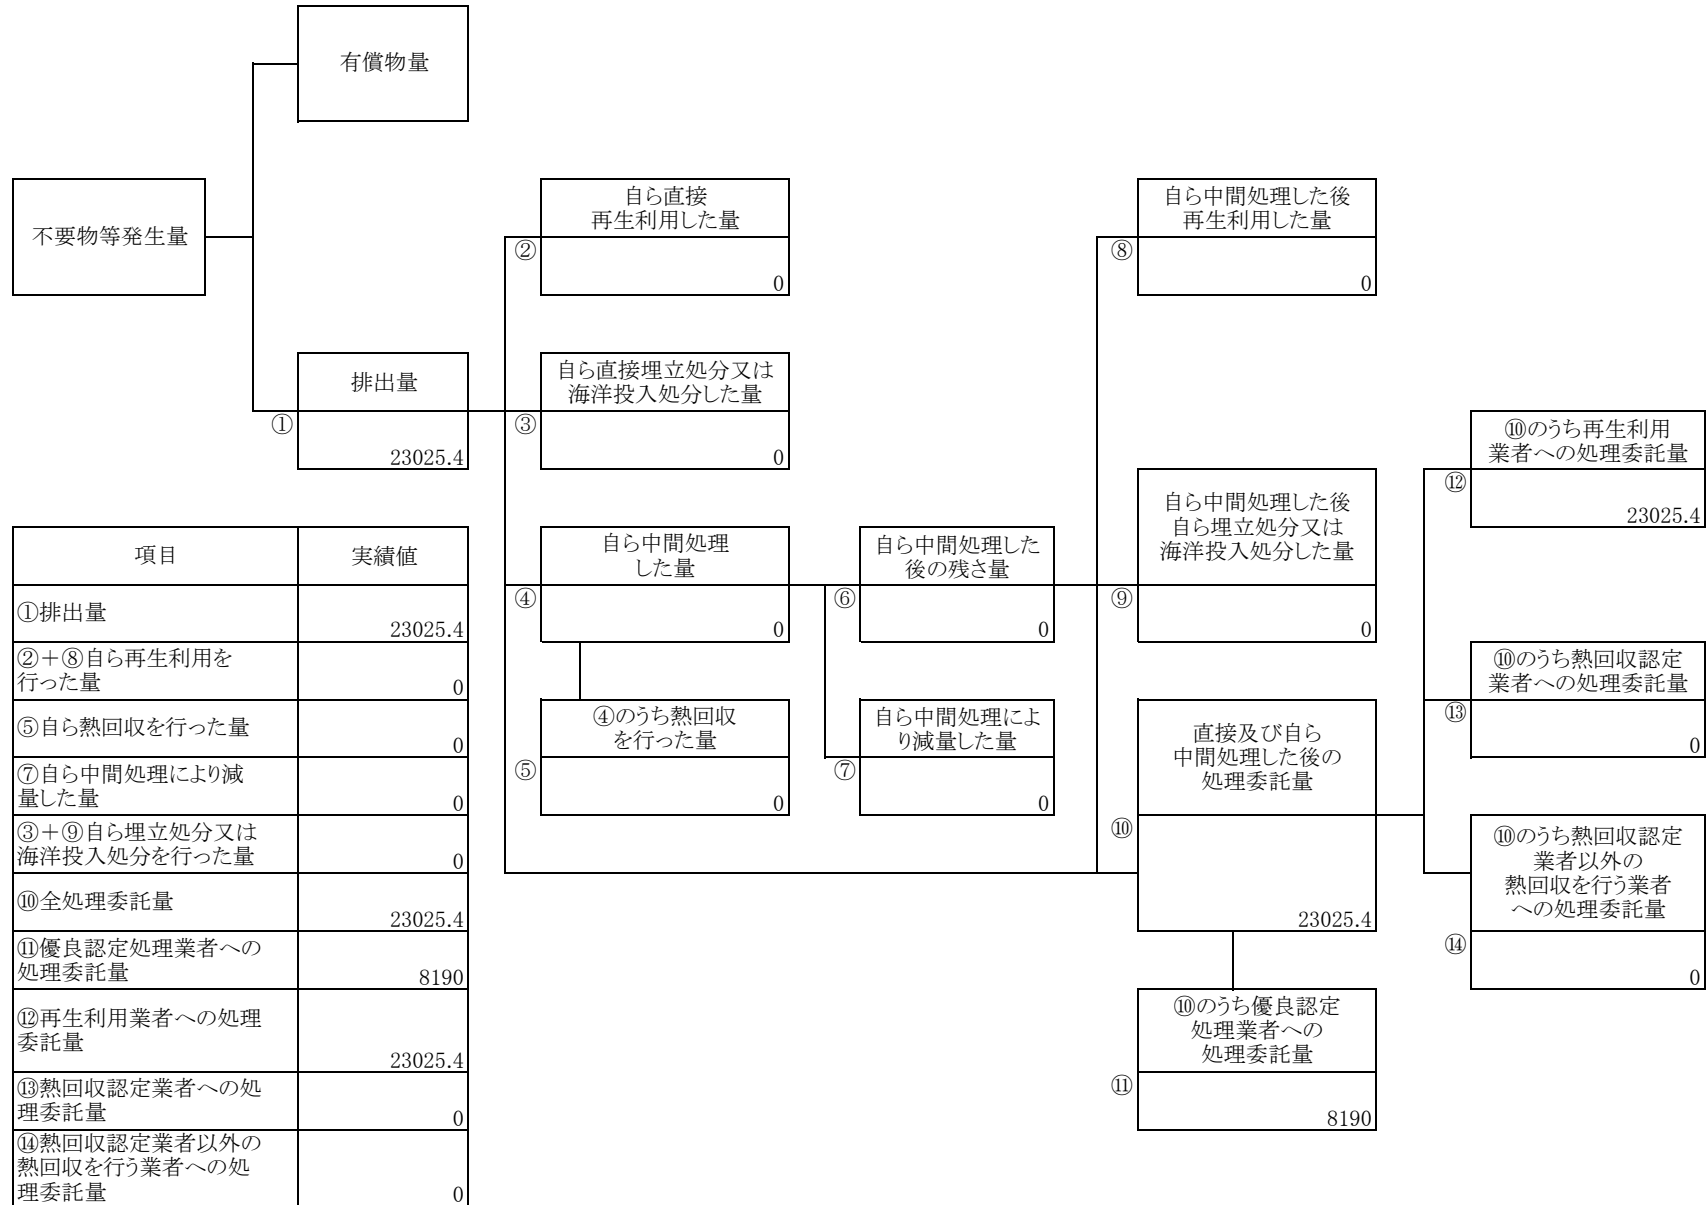 有償物量
不要物等発生量
自ら直接
再生利用した量
②
0
自ら中間処理した後
再生利用した量
⑧
0
排出量
①
23025.4
自ら直接埋立処分又は
海洋投入処分した量
③
0
⑩のうち再生利用
業者への処理委託量
⑫
23025.4
自ら中間処理
した量
④
0
自ら中間処理した
後の残さ量
⑥
0
自ら中間処理した後
自ら埋立処分又は
海洋投入処分した量
⑨
0
⑩のうち熱回収認定
業者への処理委託量
⑬
0
④のうち熱回収
を行った量
⑤
0
自ら中間処理によ
り減量した量
⑦
0
直接及び自ら
中間処理した後の
処理委託量
⑩
23025.4
⑩のうち熱回収認定
業者以外の
熱回収を行う業者
への処理委託量
⑭
0
⑩のうち優良認定
処理業者への
処理委託量
⑪
8190
項目 実績値
①排出量 23025.4
②＋⑧自ら再生利用を
行った量 0
⑤自ら熱回収を行った量 0
⑦自ら中間処理により減
量した量 0
③＋⑨自ら埋立処分又は
海洋投入処分を行った量 0
⑩全処理委託量 23025.4
⑪優良認定処理業者への
処理委託量 8190
⑫再生利用業者への処理
委託量 23025.4
⑬熱回収認定業者への処
理委託量 0
⑭熱回収認定業者以外の
熱回収を行う業者への処
理委託量 0